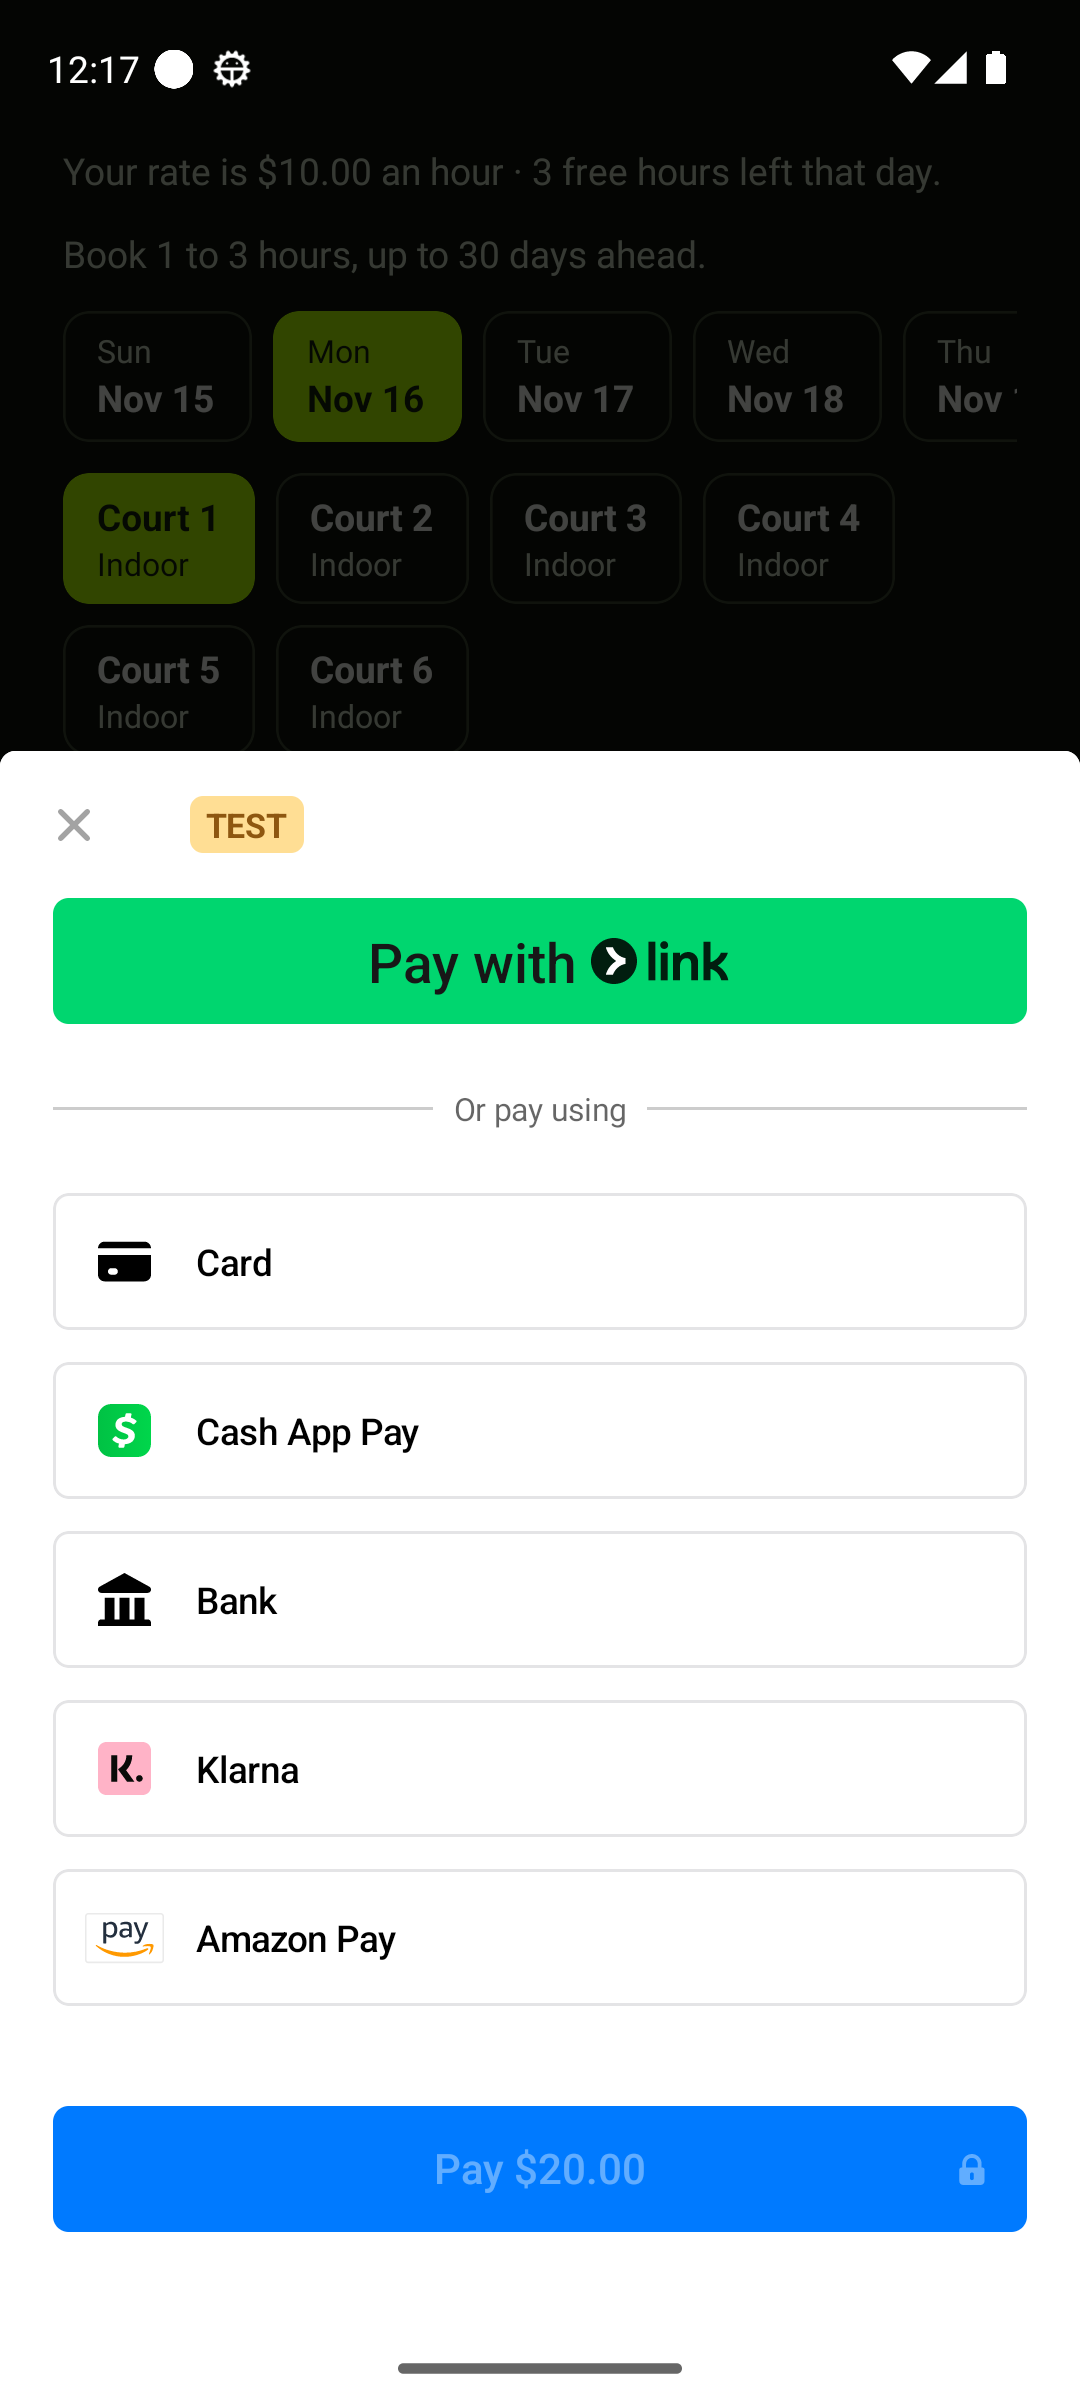 12:17
Your rate is $10.00 an hour · 3 free hours left that day.
Book 1 to 3 hours, up to 30 days ahead.
Sun Mon Tue Wed Thu
Nov 15 Nov 16 Nov 17 Nov 18 Nov
Court 1 Court 2 Court 3 Court 4
Indoor Indoor Indoor Indoor
Court 5 Court 6
Indoor Indoor
TEST
Pay with link
Or pay using
Card
Cash App Pay
Bank
K. Klarna
pay Amazon Pay
Pay $20.00